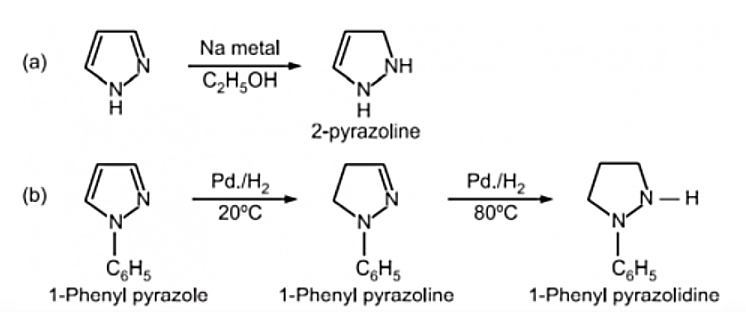 (a) N N H Na metal C₂H₅OH NH N H
2-pyrazoline
(b) N N C₆H₅ Pd./H₂ 20°C N N C₆H₅ Pd./H₂ 80°C N – H N C₆H₅
1-Phenyl pyrazole 1-Phenyl pyrazoline 1-Phenyl pyrazolidine